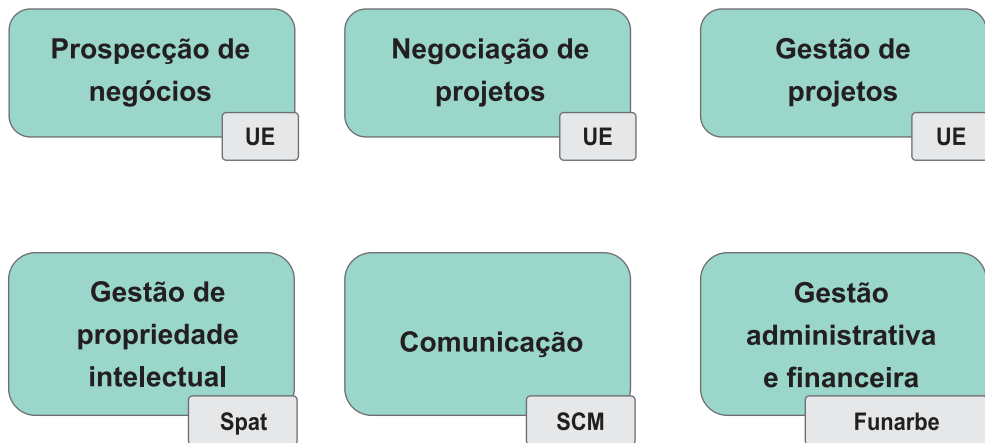 Prospecção de
negócios
UE
Negociação de
projetos
UE
Gestão de
projetos
UE
Gestão de
propriedade
intelectual
Spat
Comunicação
SCM
Gestão
administrativa
e financeira
Funarbe